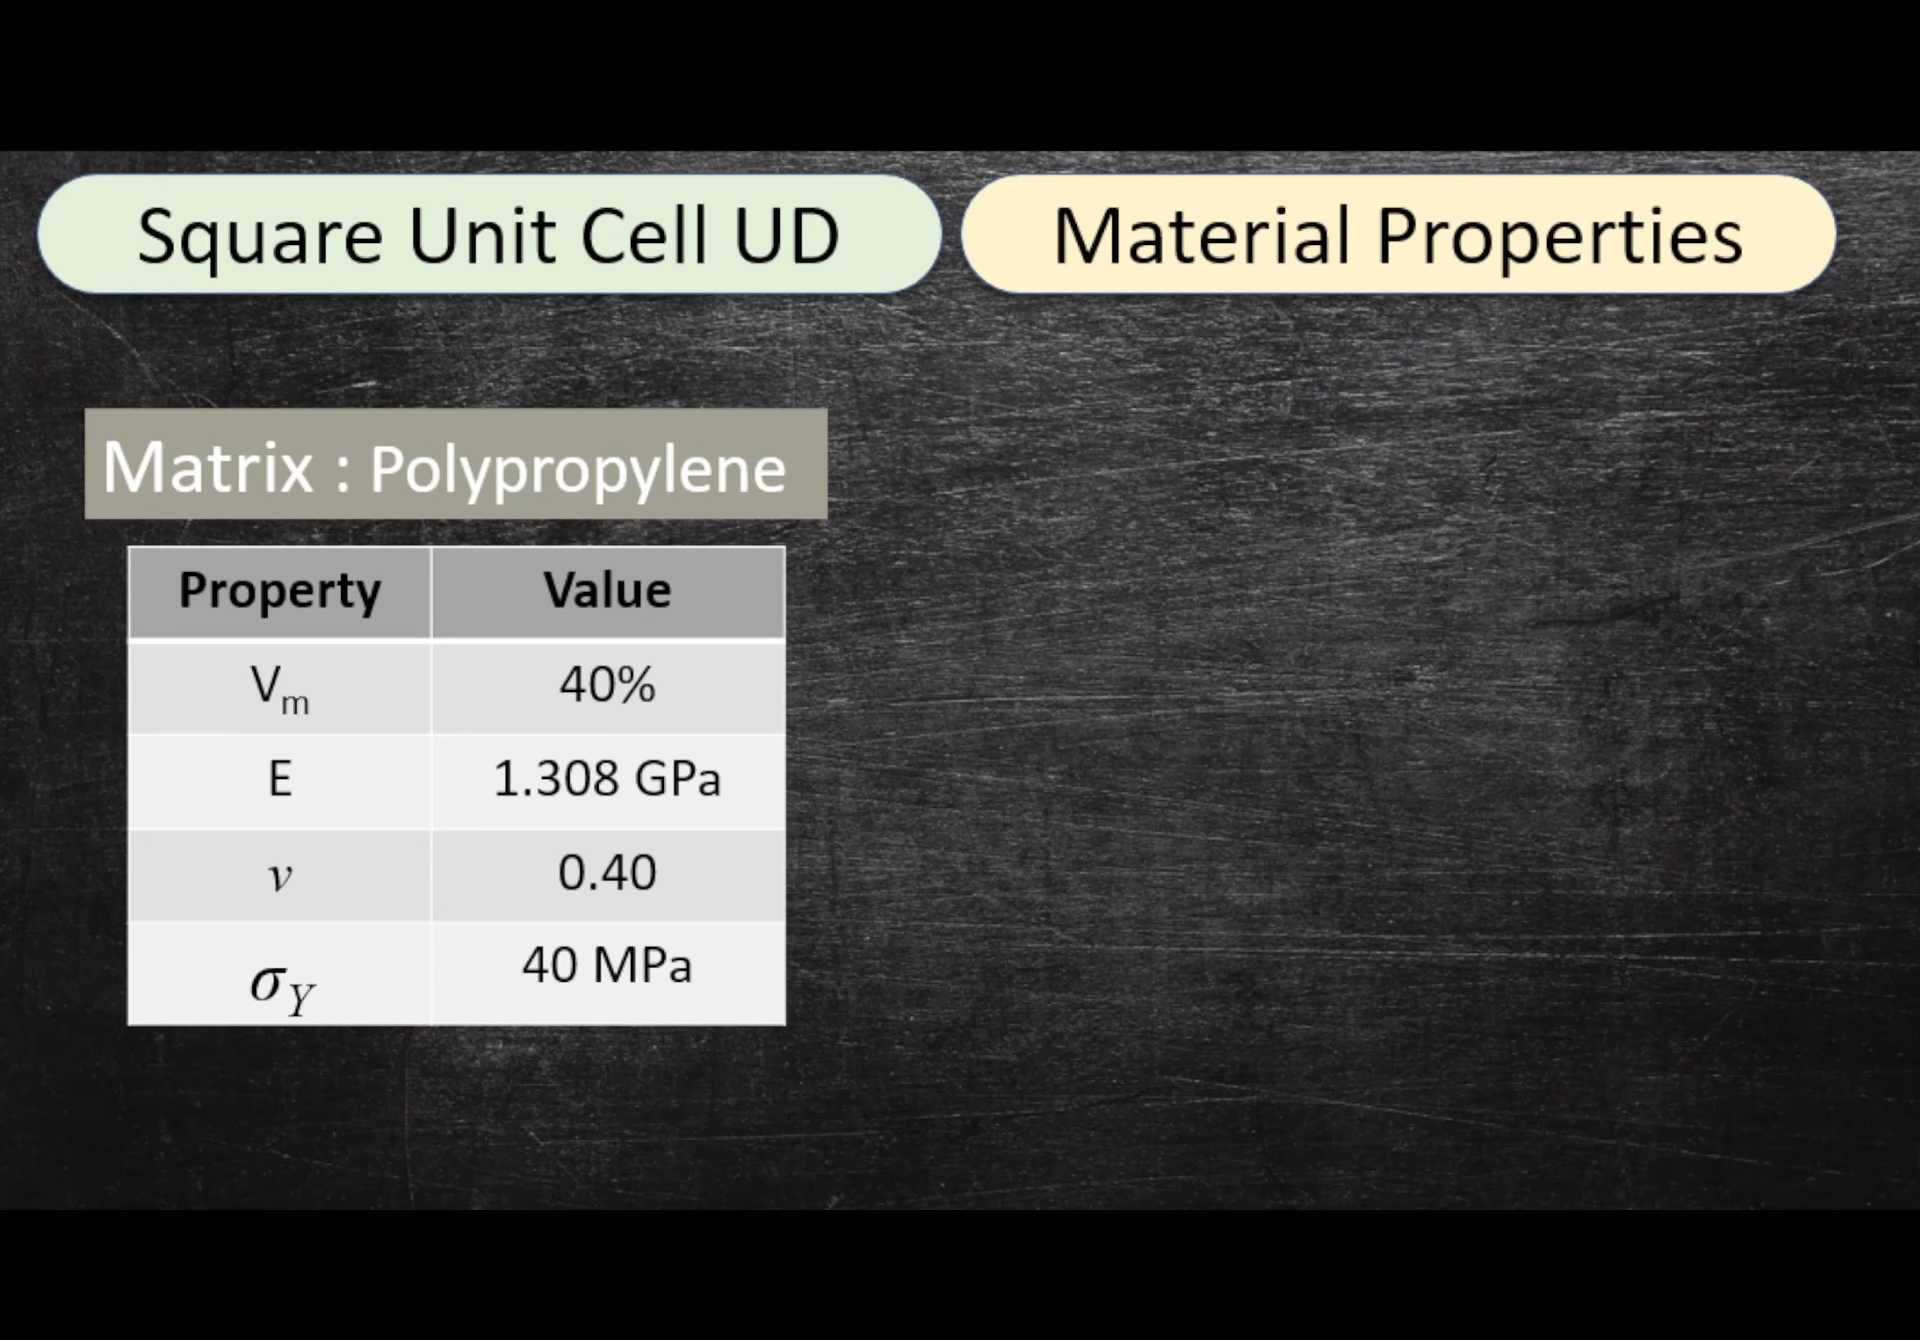 Square Unit Cell UD
Material Properties
Matrix : Polypropylene
Property Value
Vm 40%
E 1.308 GPa
ν 0.40
σY 40 MPa